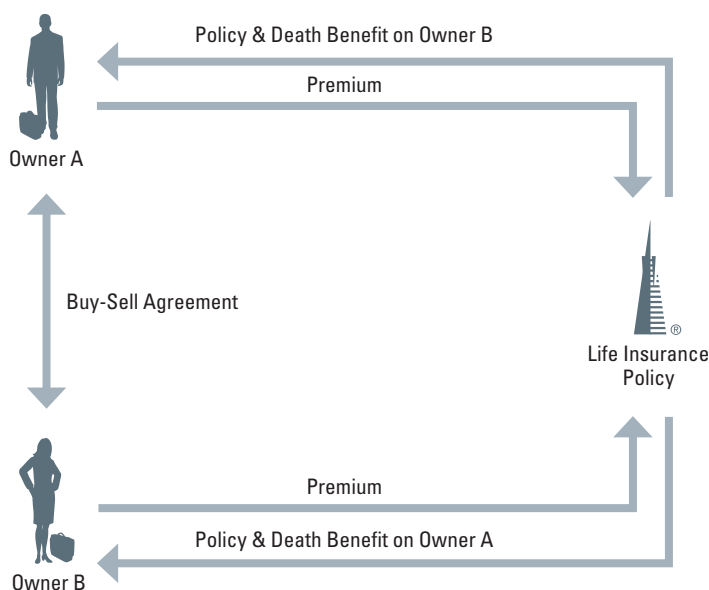 Policy & Death Benefit on Owner B
Premium
Owner A
Buy-Sell Agreement
®
Life Insurance
Policy
Premium
Policy & Death Benefit on Owner A
Owner B